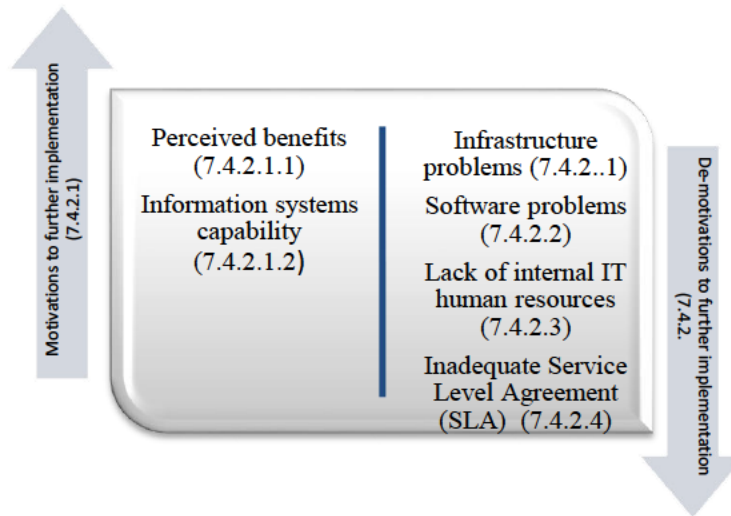 Motivations to further implementation
(7.4.2.1)
Perceived benefits
(7.4.2.1.1)
Information systems
capability
(7.4.2.1.2)
Infrastructure
problems (7.4.2..1)
Software problems
(7.4.2.2)
Lack of internal IT
human resources
(7.4.2.3)
Inadequate Service
Level Agreement
(SLA) (7.4.2.4)
De-motivations to further implementation
(7.4.2.